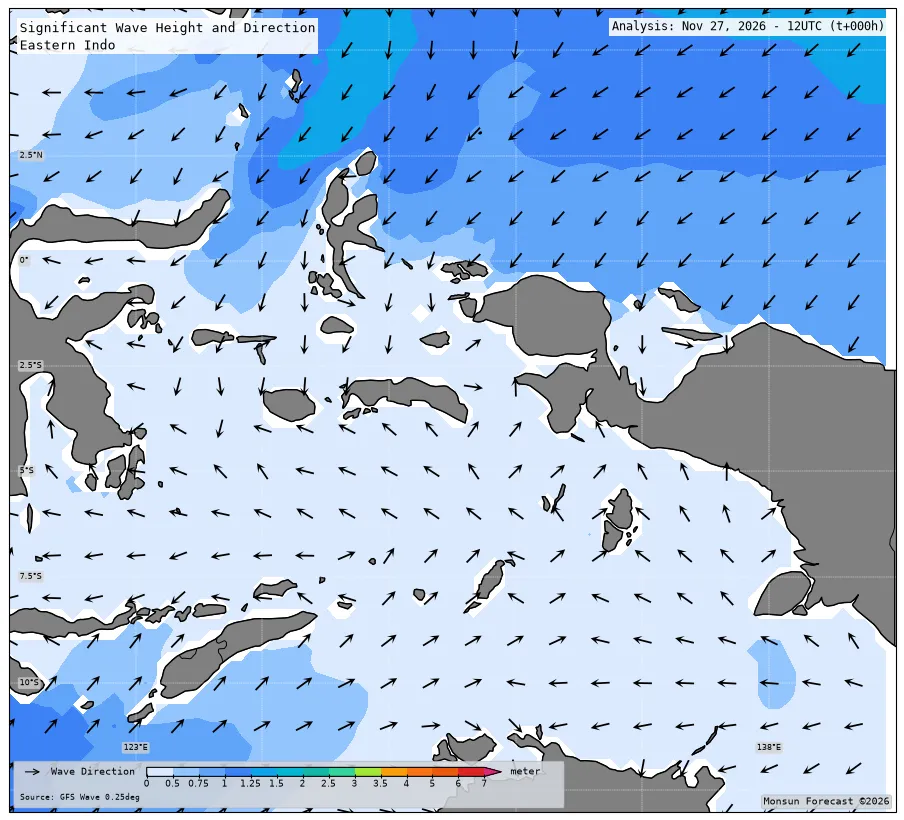 Significant Wave Height and Direction
Eastern Indo
Analysis: Nov 27, 2026 - 12UTC (t+000h)
2.5°N
0°
2.5°S
5°S
7.5°S
10°S
123°E
138°E
Wave Direction
meter
0 0.5 0.75 1 1.25 1.5 2 2.5 3 3.5 4 5 6 7
Source: GFS Wave 0.25deg
Monsun Forecast ©2026